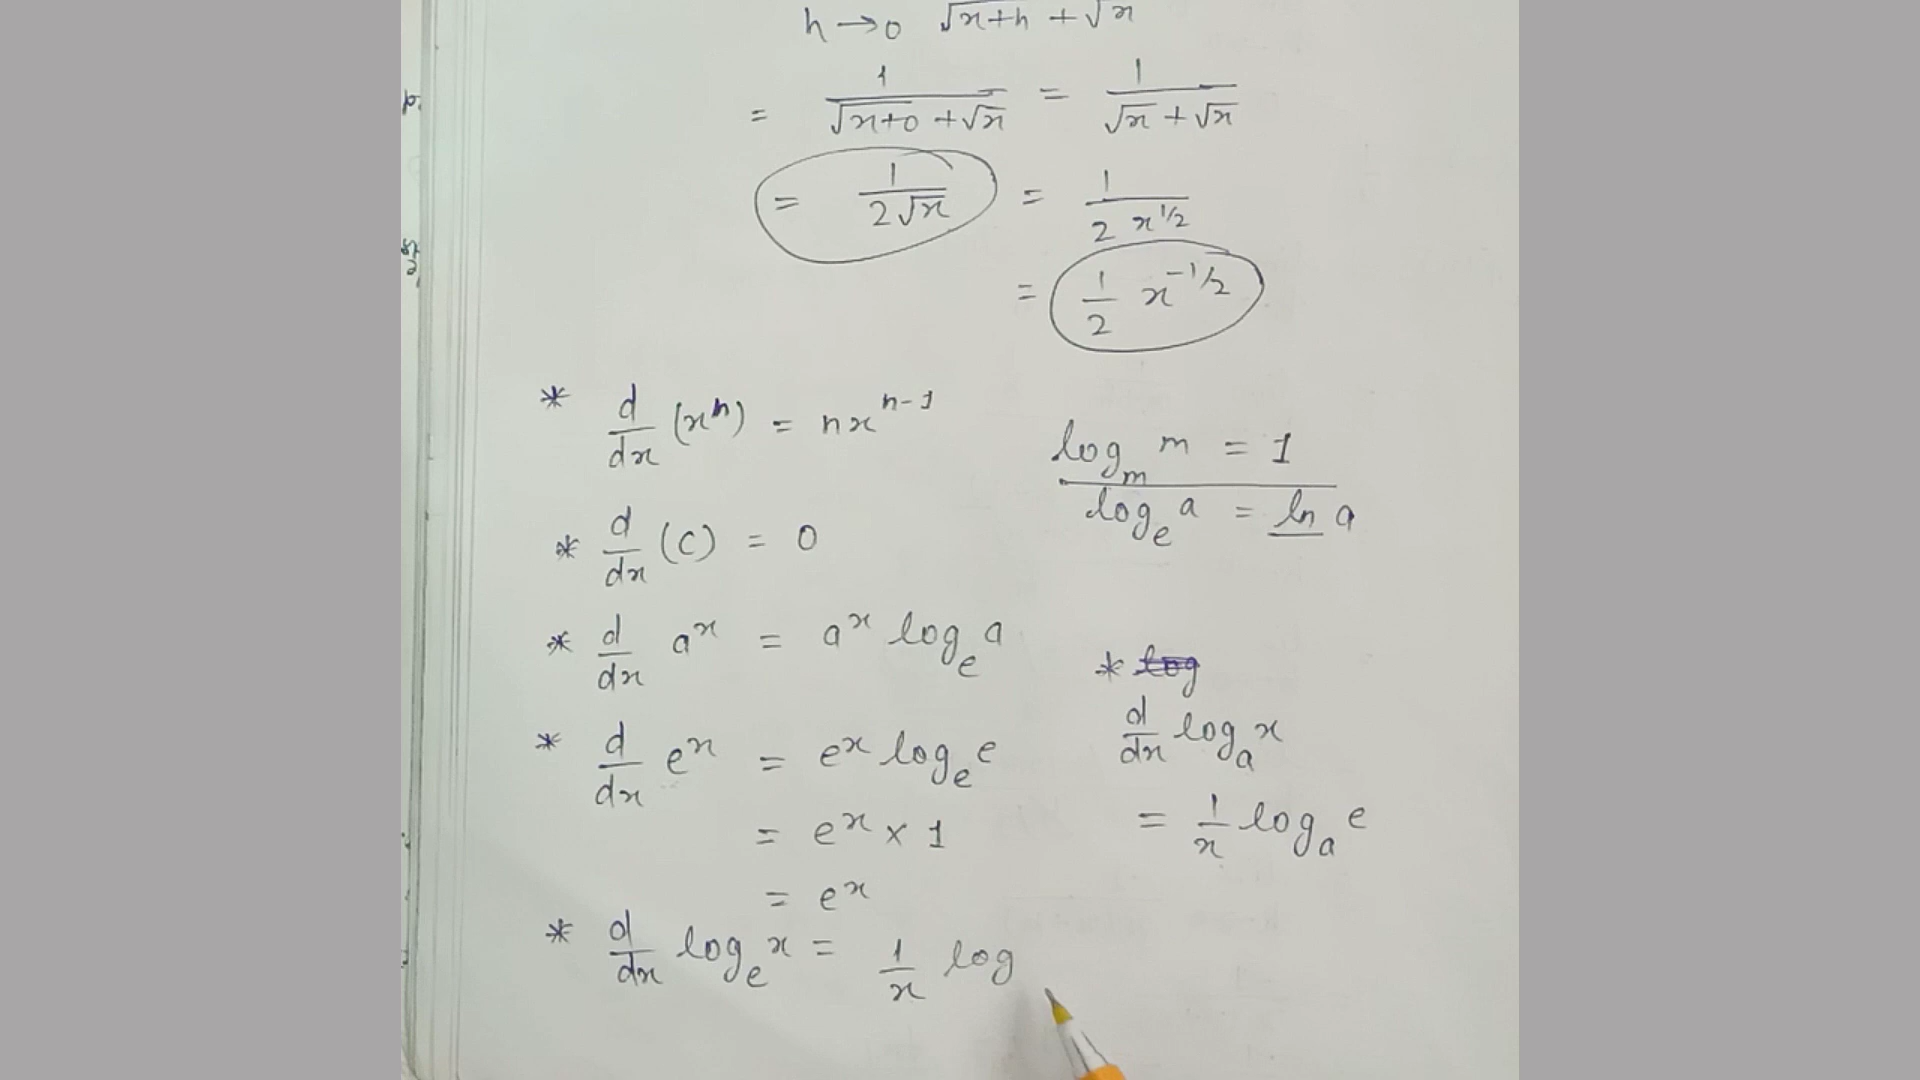 h→0 √x+h + √x
= 1/(√x+0 + √x) = 1/(√x + √x)
= 1/(2√x) = 1/(2 x^1/2)
= 1/2 x^-1/2
* d/dx (x^n) = nx^n-1
log_m m = 1
log_e a = ln a
* d/dx (c) = 0
* d/dx a^x = a^x log_e a
* d/dx e^x = e^x log_e e
= e^x × 1
= e^x
* log
d/dx log_a x
= 1/x log_a e
* d/dx log_e x = 1/x log